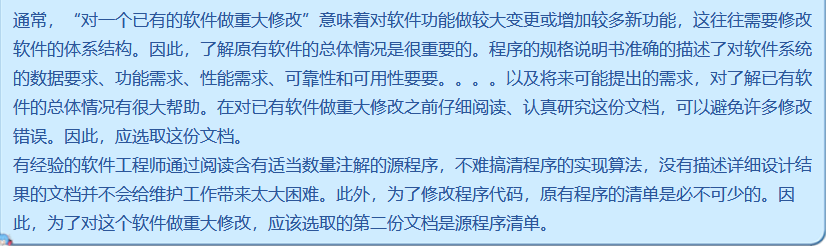 通常，“对一个已有的软件做重大修改”意味着对软件功能做较大变更或增加较多新功能，这往往需要修改
软件的体系结构。因此，了解原有软件的总体情况是很重要的。程序的规格说明书准确的描述了对软件系统
的数据要求、功能需求、性能需求、可靠性和可用性要要。。。。以及将来可能提出的需求，对了解已有软
件的总体情况有很大帮助。在对已有软件做重大修改之前仔细阅读、认真研究这份文档，可以避免许多修改
错误。因此，应选取这份文档。
有经验的软件工程师通过阅读含有适当数量注解的源程序，不难搞清程序的实现算法，没有描述详细设计结
果的文档并不会给维护工作带来太大困难。此外，为了修改程序代码，原有程序的清单是必不可少的。因
此，为了对这个软件做重大修改，应该选取的第二份文档是源程序清单。